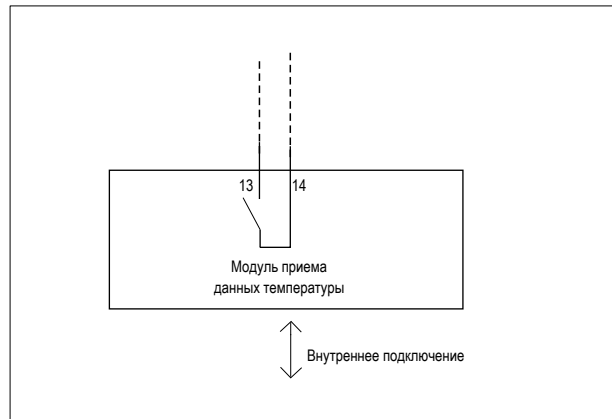 13 14
Модуль приема
данных температуры
Внутреннее подключение